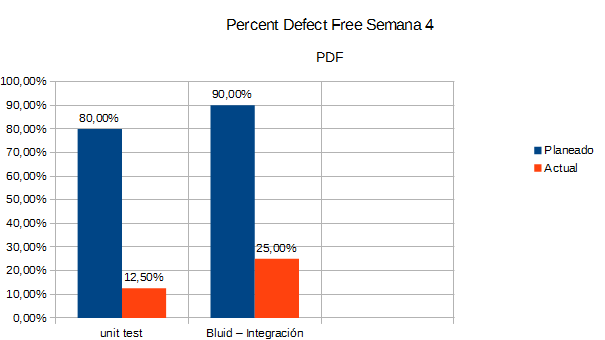 Percent Defect Free Semana 4
PDF
100,00%
90,00%
80,00%
70,00%
60,00%
50,00%
40,00%
30,00%
20,00%
10,00%
0,00%
80,00%
12,50%
90,00%
25,00%
unit test
Bluid – Integración
Planeado
Actual